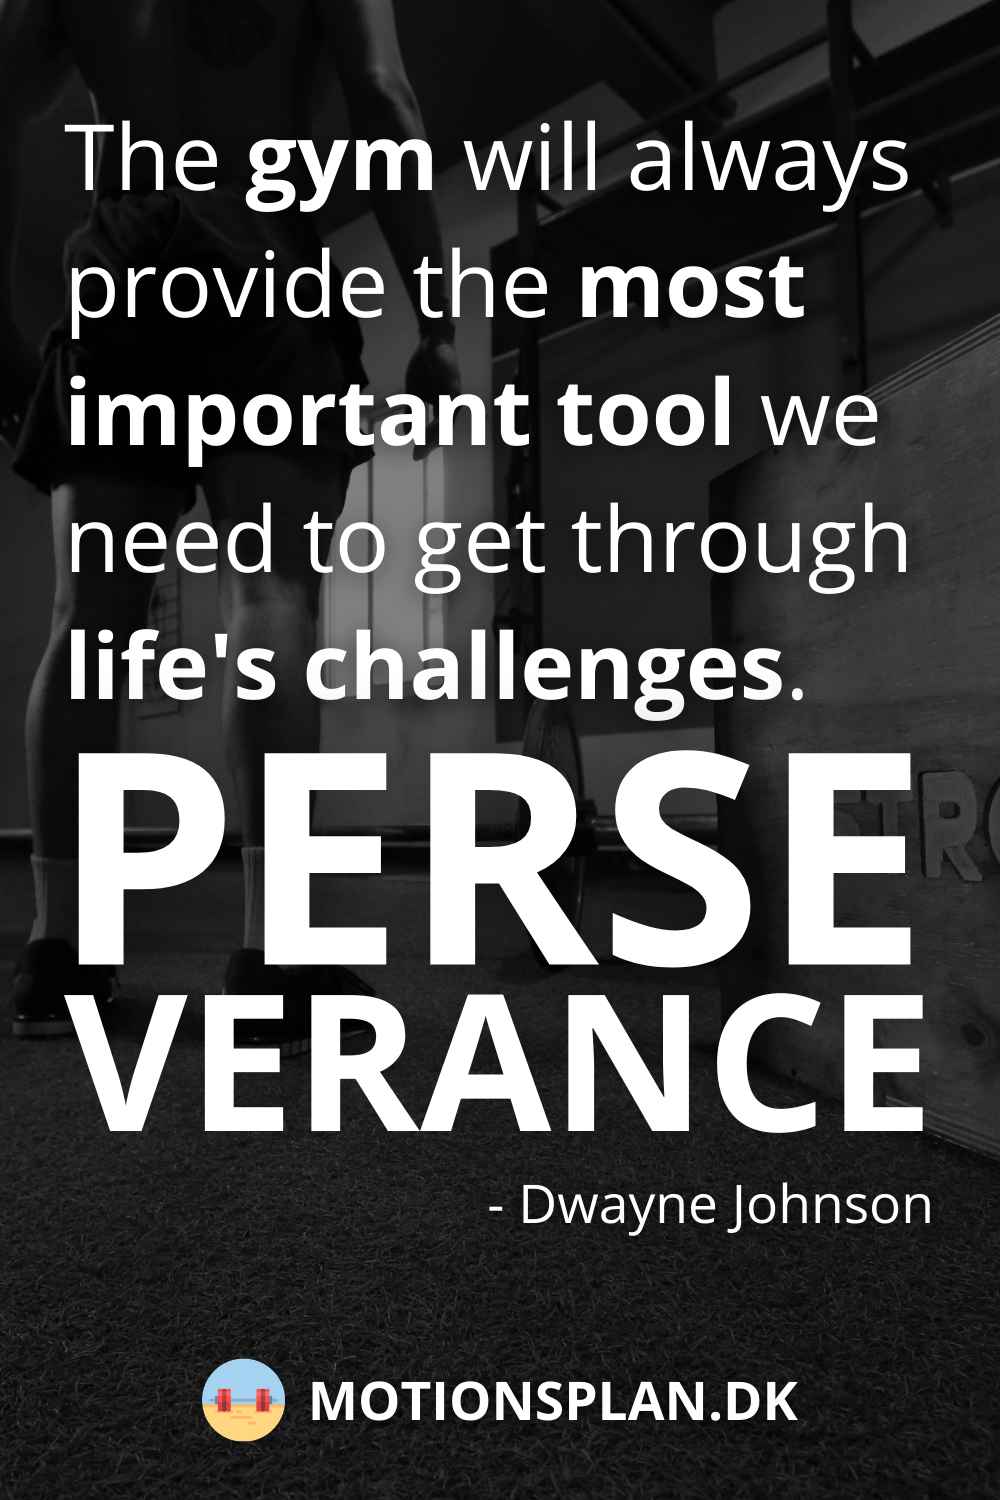 The gym will always
provide the most
important tool we
need to get through
life's challenges.
PERSE
VERANCE
- Dwayne Johnson
MOTIONSPLAN.DK